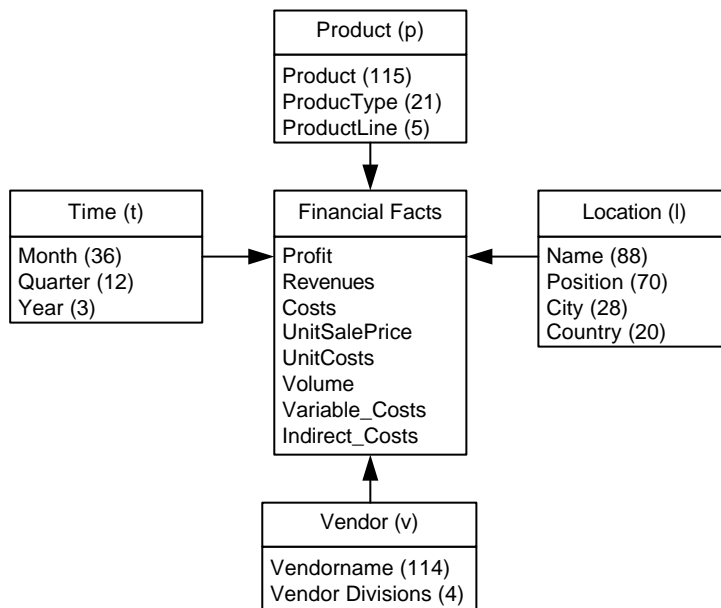 Product (p)
Product (115)
ProducType (21)
ProductLine (5)
Time (t)
Month (36)
Quarter (12)
Year (3)
Financial Facts
Profit
Revenues
Costs
UnitSalePrice
UnitCosts
Volume
Variable_Costs
Indirect_Costs
Location (l)
Name (88)
Position (70)
City (28)
Country (20)
Vendor (v)
Vendorname (114)
Vendor Divisions (4)